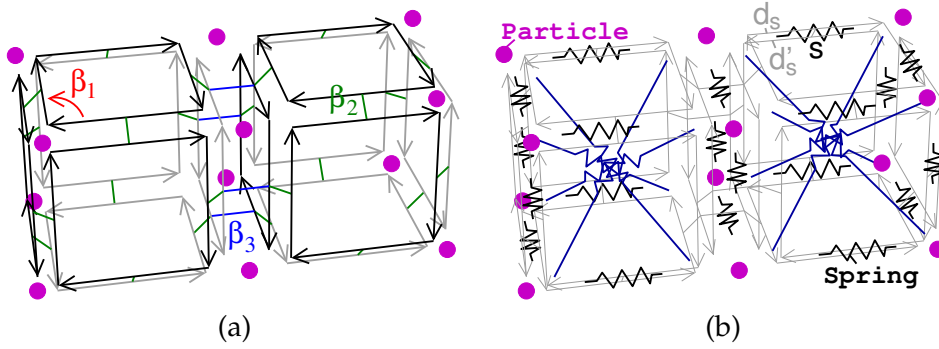 β1
β2
β3
(a)
Particle
ds
d's
S
Spring
(b)